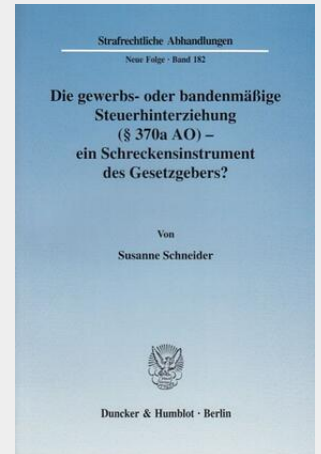 Strafrechtliche Abhandlungen
Neue Folge · Band 182
Die gewerbs- oder bandenmäßige
Steuerhinterziehung
(§ 370a AO) –
ein Schreckensinstrument
des Gesetzgebers?
Von
Susanne Schneider
Duncker & Humblot · Berlin